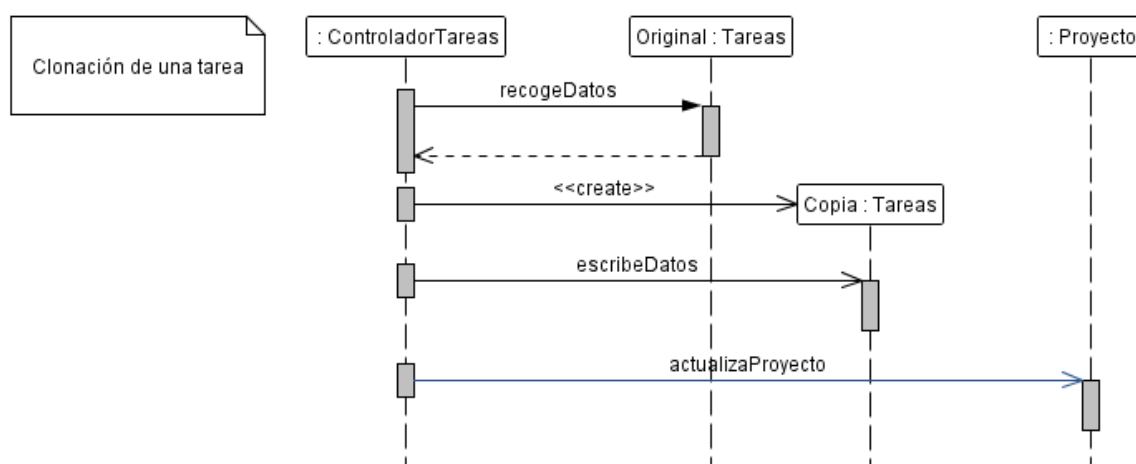 Clonación de una tarea
: ControladorTareas
Original : Tareas
: Proyecto
recogeDatos
<<create>>
Copia : Tareas
escribeDatos
actualizaProyecto